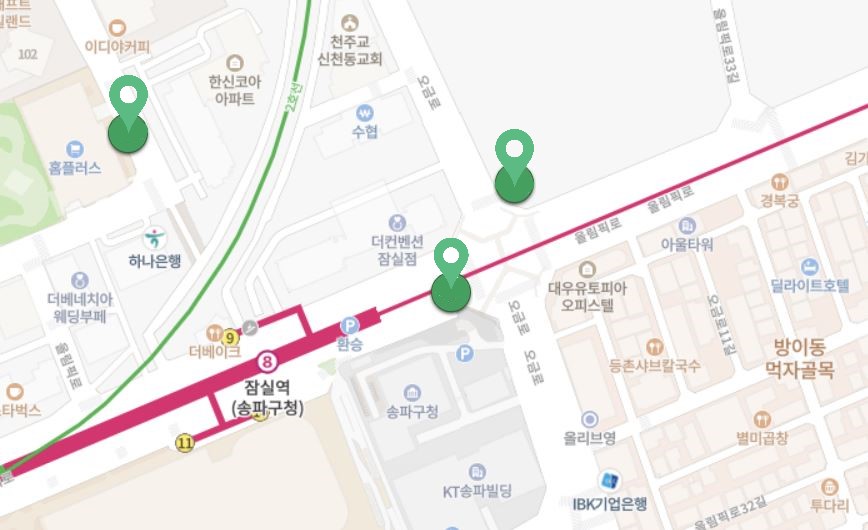 이디야커피
102
천주교
신천동교회
한신코아
아파트
2호선
오금로
올림픽로33길
수협
홈플러스
하나은행
더컨벤션
잠실점
올림픽로
올림픽로
경복궁
아울타워
더베네치아
웨딩부페
대우유토피아
오피스텔
딜라이트호텔
더베이크
9
환승
8
잠실역
(송파구청)
올림픽로
오금로
오금로
오금로11길
등촌샤브칼국수
방이동
먹자골목
송파구청
올리브영
별미곱창
11
KT송파빌딩
IBK기업은행
올림픽로32길
투다리